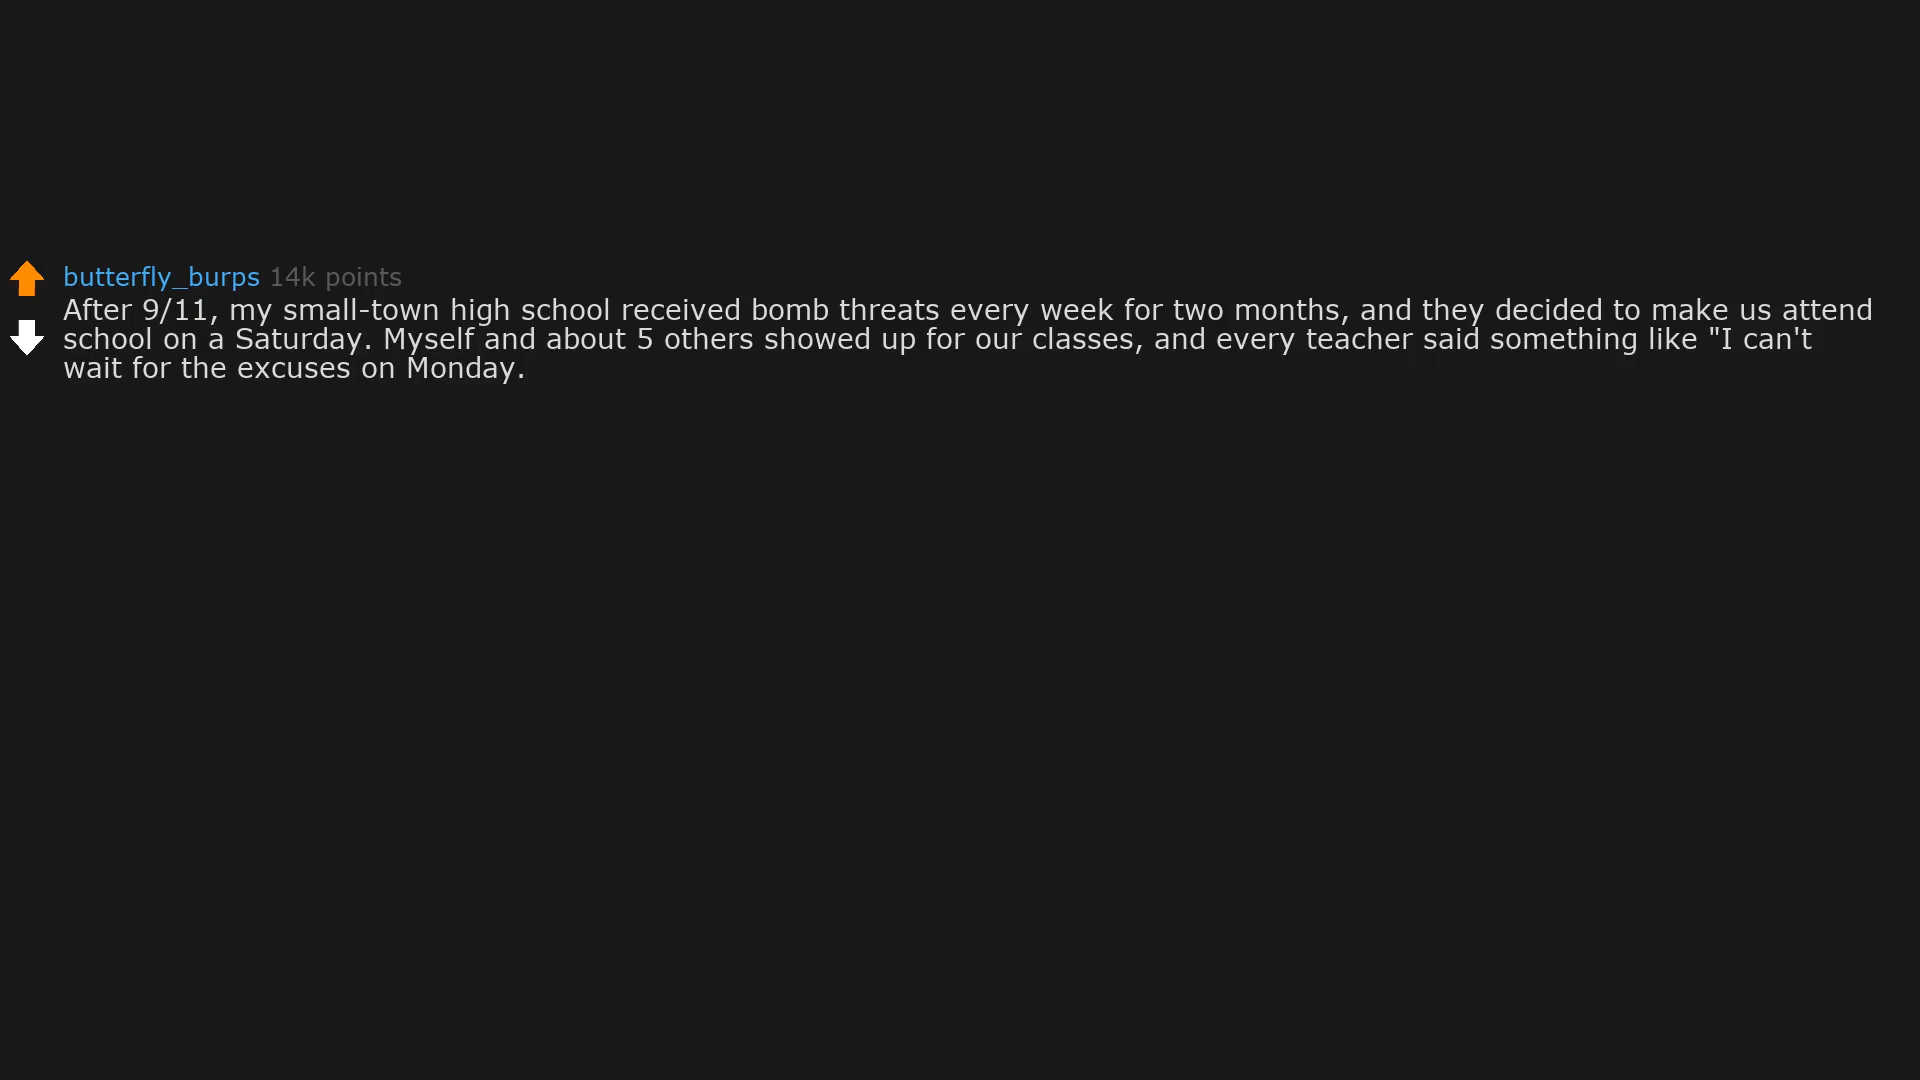 butterfly_burps 14k points
After 9/11, my small-town high school received bomb threats every week for two months, and they decided to make us attend
school on a Saturday. Myself and about 5 others showed up for our classes, and every teacher said something like "I can't
wait for the excuses on Monday.